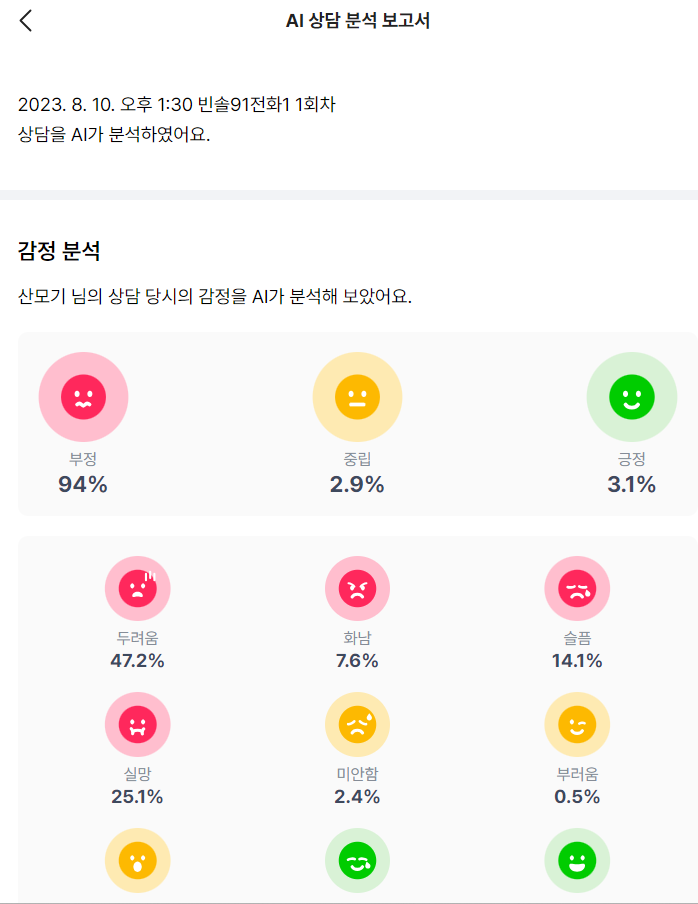 AI 상담 분석 보고서
2023. 8. 10. 오후 1:30 빈솔91전화1 1회차
상담을 AI가 분석하였어요.
감정 분석
산모기 님의 상담 당시의 감정을 AI가 분석해 보았어요.
부정 중립 긍정
94% 2.9% 3.1%
두려움 화남 슬픔
47.2% 7.6% 14.1%
실망 미안함 부러움
25.1% 2.4% 0.5%